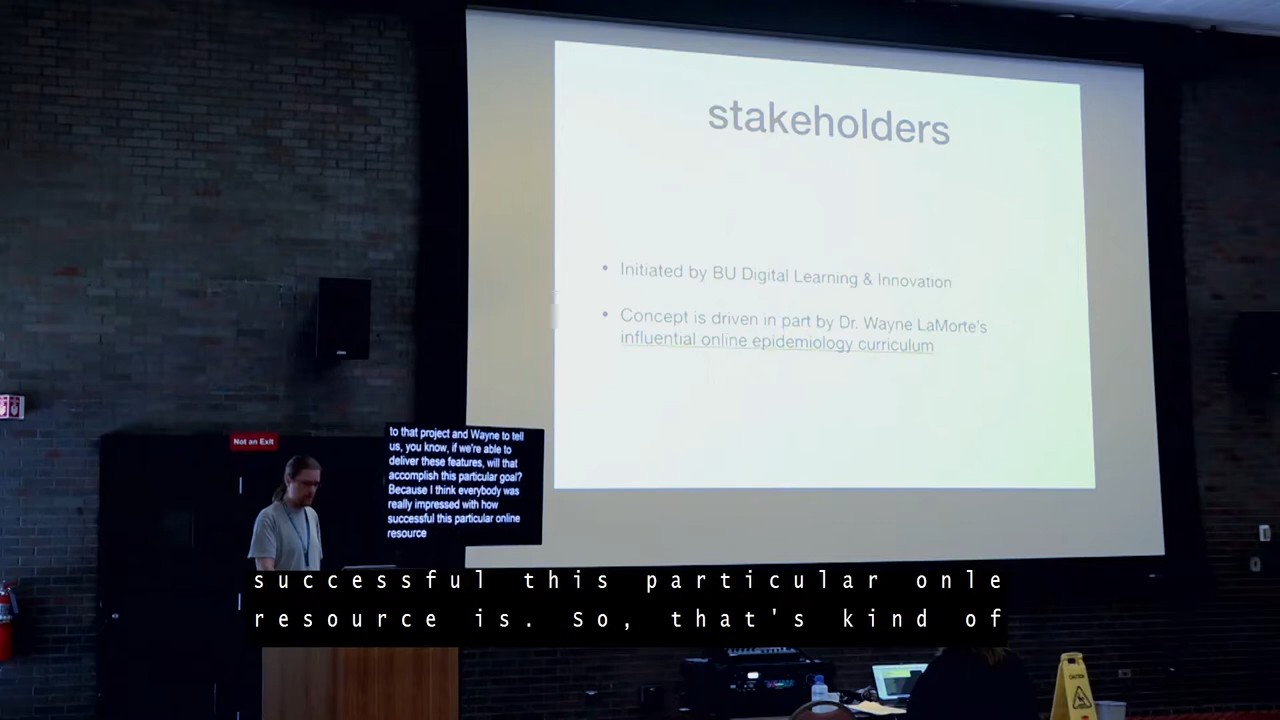 stakeholders
• Initiated by BU Digital Learning & Innovation
• Concept is driven in part by Dr. Wayne LaMorte's
influential online epidemiology curriculum
Not an Exit
to that project and Wayne to tell
us, you know, if we're able to
deliver these features, will that
accomplish this particular goal?
Because I think everybody was
really impressed with how
successful this particular online
resource
successful this particular onle
resource is. So, that's kind of
CAUTION